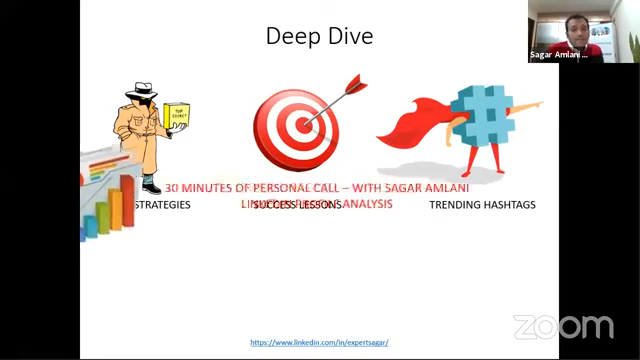 Deep Dive
Sagar Amlani ...
TOP SECRET
30 MINUTES OF PERSONAL CALL – WITH SAGAR AMLANI
ANALYSIS
STRATEGIES
SUCCESS LESSONS
TRENDING HASHTAGS
zoom
https://www.linkedin.com/in/expertsagar/